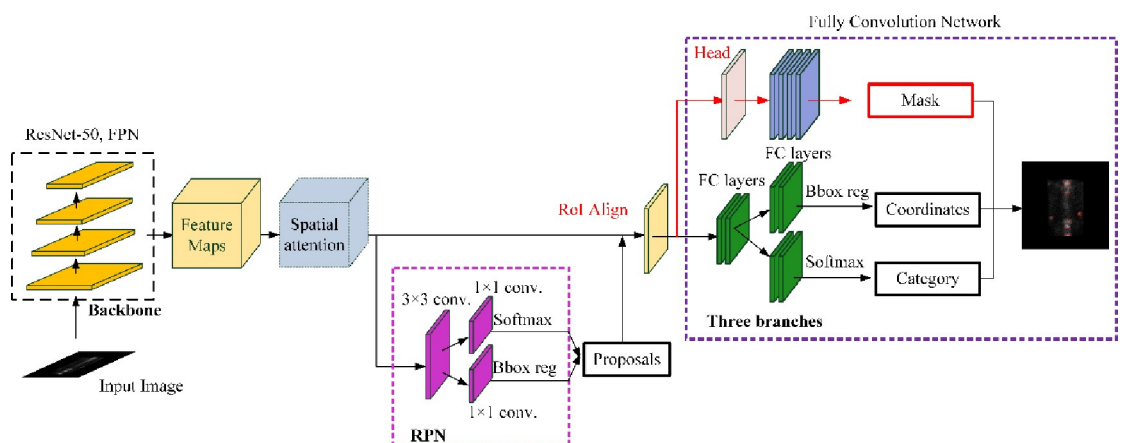 Fully Convolution Network
Head
Mask
ResNet-50, FPN
FC layers
FC layers
Bbox reg
Feature
Maps
Spatial
attention
RoI Align
Coordinates
Softmax
Category
Backbone
1×1 conv.
3×3 conv.
Softmax
Three branches
Proposals
Bbox reg
Input Image
1×1 conv.
RPN